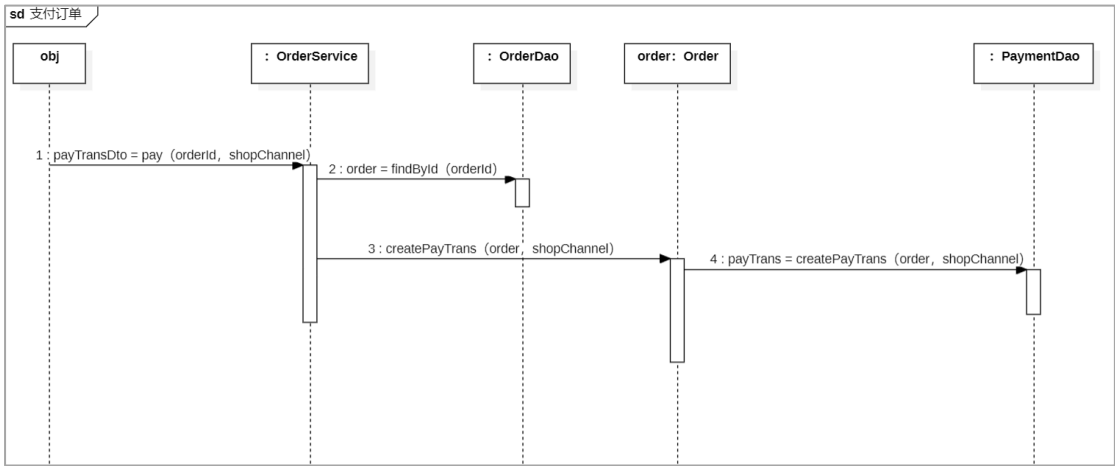 sd 支付订单
obj
：OrderService
：OrderDao
order：Order
：PaymentDao
1 : payTransDto = pay（orderId，shopChannel）
2 : order = findById（orderId）
3 : createPayTrans（order，shopChannel）
4 : payTrans = createPayTrans（order，shopChannel）